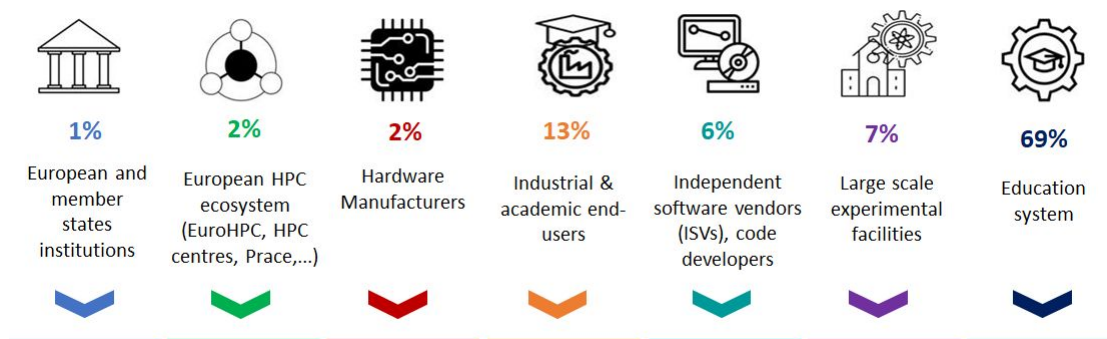 1%
European and
member
states
institutions
2%
European HPC
ecosystem
(EuroHPC, HPC
centres, Prace,...)
2%
Hardware
Manufacturers
13%
Industrial &
academic end-
users
6%
Independent
software vendors
(ISVs), code
developers
7%
Large scale
experimental
facilities
69%
Education
system